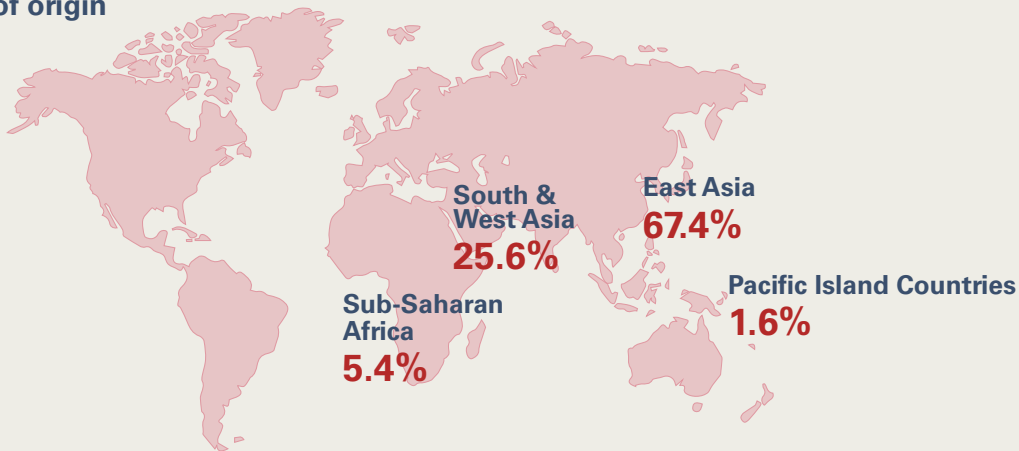 of origin
South &
West Asia
25.6%
East Asia
67.4%
Sub-Saharan
Africa
5.4%
Pacific Island Countries
1.6%